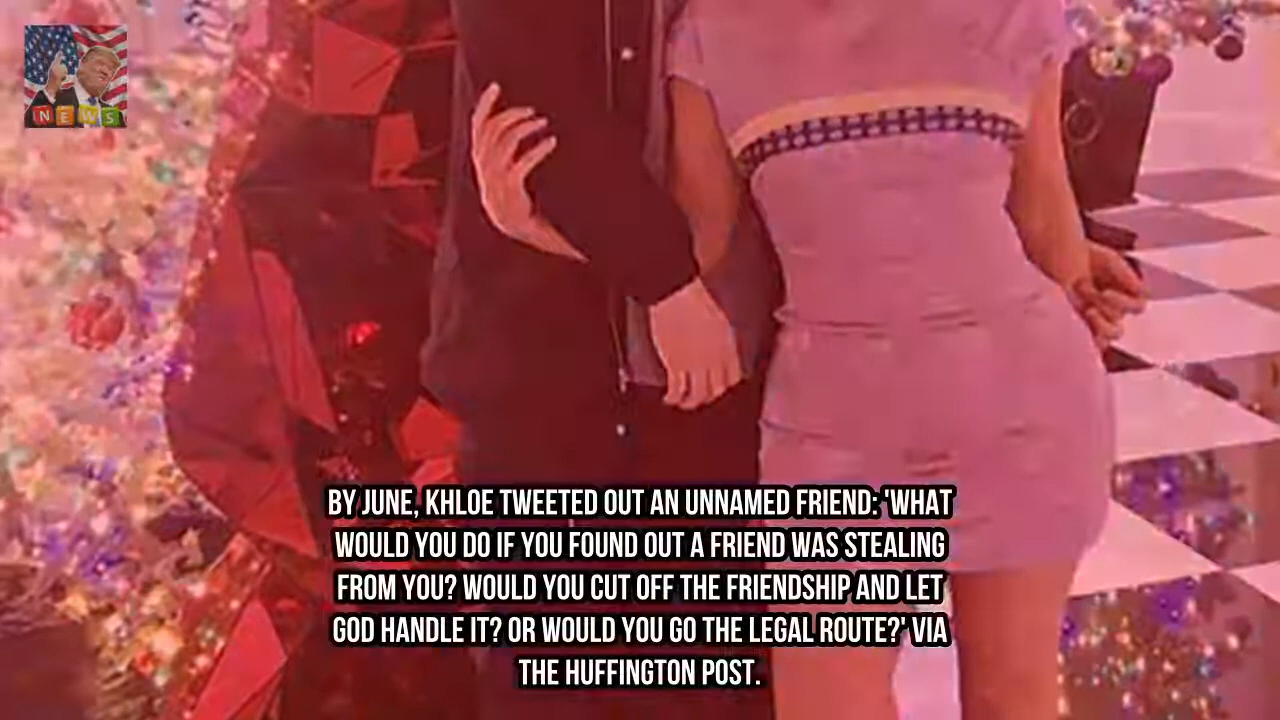 NEWS
BY JUNE, KHLOE TWEETED OUT AN UNNAMED FRIEND: 'WHAT
WOULD YOU DO IF YOU FOUND OUT A FRIEND WAS STEALING
FROM YOU? WOULD YOU CUT OFF THE FRIENDSHIP AND LET
GOD HANDLE IT? OR WOULD YOU GO THE LEGAL ROUTE?' VIA
THE HUFFINGTON POST.